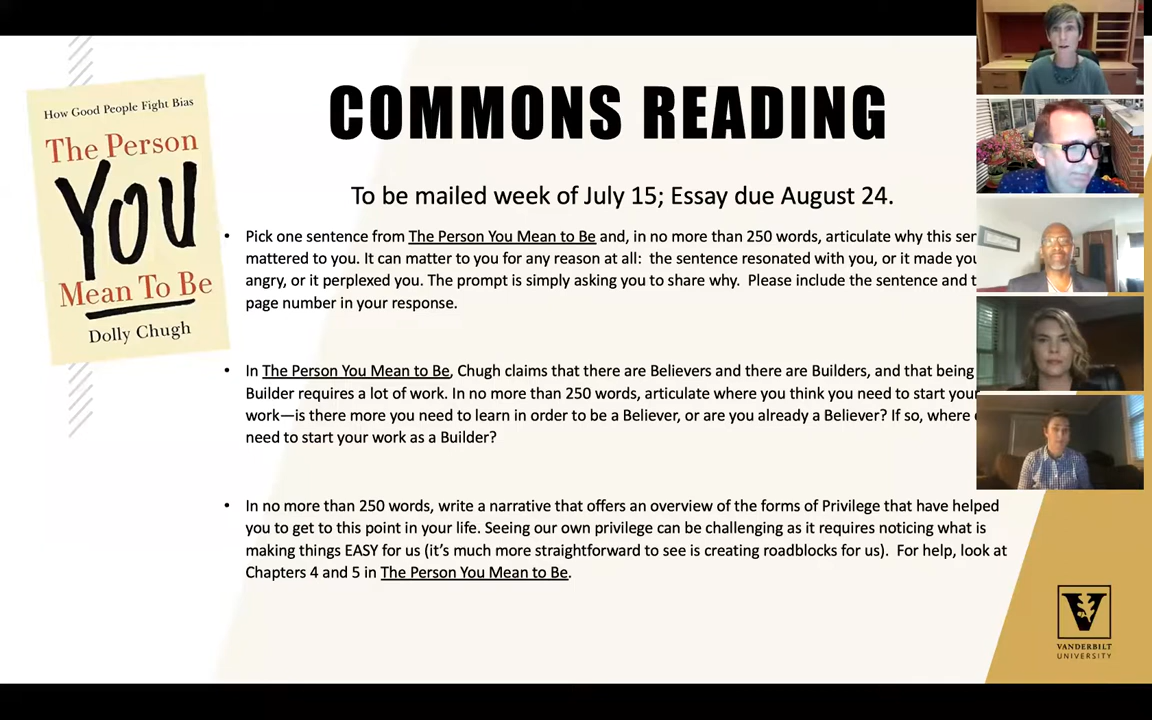 How Good People Fight Bias
The Person
You
Mean To Be
Dolly Chugh
COMMONS READING
To be mailed week of July 15; Essay due August 24.
• Pick one sentence from The Person You Mean to Be and, in no more than 250 words, articulate why this
mattered to you. It can matter to you for any reason at all: the sentence resonated with you, or it made
angry, or it perplexed you. The prompt is simply asking you to share why. Please include the sentence and
page number in your response.
• In The Person You Mean to Be, Chugh claims that there are Believers and there are Builders, and that being
Builder requires a lot of work. In no more than 250 words, articulate where you think you need to start
work—is there more you need to learn in order to be a Believer, or are you already a Believer? If so, where
need to start your work as a Builder?
• In no more than 250 words, write a narrative that offers an overview of the forms of Privilege that have helped
you to get to this point in your life. Seeing our own privilege can be challenging as it requires noticing what is
making things EASY for us (it's much more straightforward to see is creating roadblocks for us). For help, look at
Chapters 4 and 5 in The Person You Mean to Be.
V
VANDERBILT
UNIVERSITY